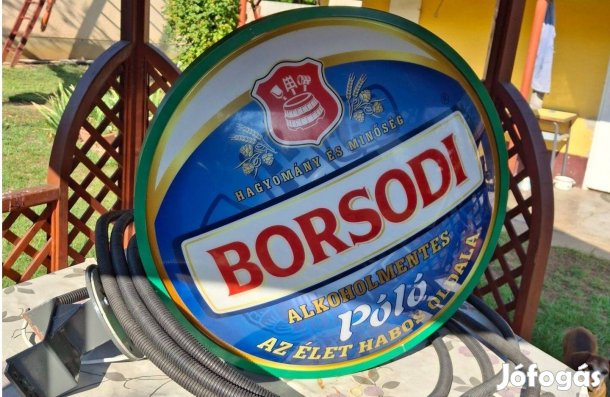 HAGYOMÁNY ÉS MINŐSÉG
BORSODI
ALKOHOLMENTES
Póló
AZ ÉLET HABOS OLDALA
Jófogás